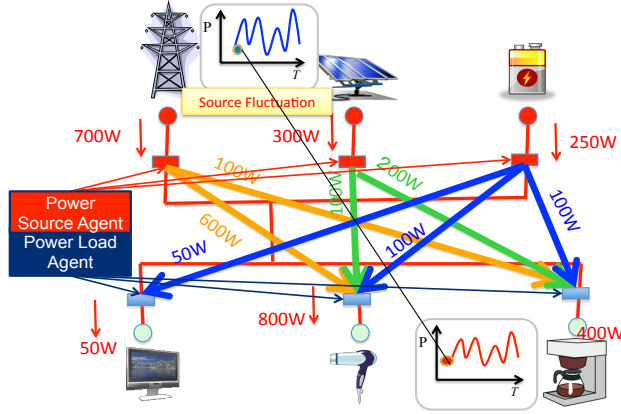 P
T
Source Fluctuation
700W
300W
250W
100W
200W
100W
100W
600W
50W
100W
Power
Source Agent
Power Load
Agent
50W
800W
400W
P
T